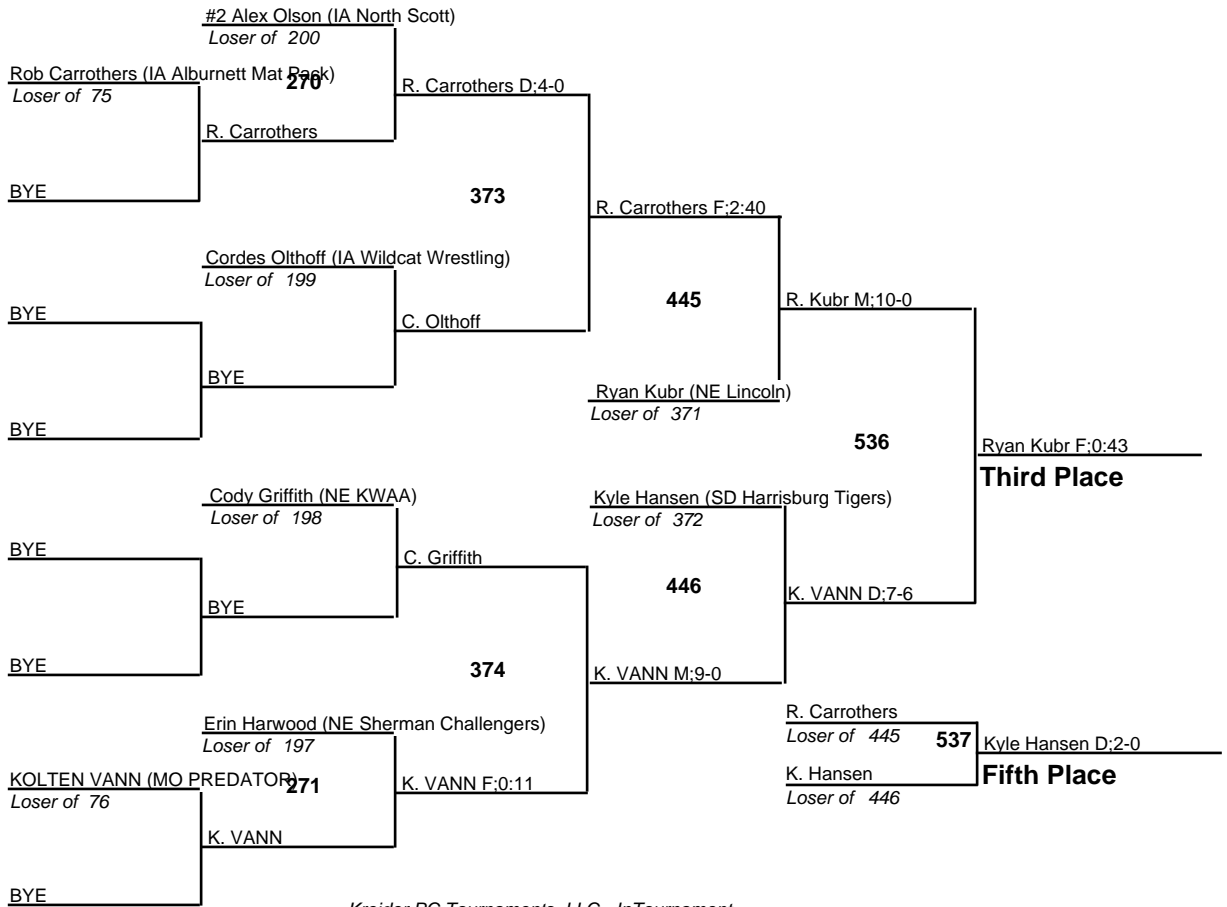 #2 Alex Olson (IA North Scott)
Loser of 200
Rob Carrothers (IA Alburnett Mat Pack)
270
Loser of 75
R. Carrothers D;4-0
R. Carrothers
BYE
373
R. Carrothers F;2:40
Cordes Olthoff (IA Wildcat Wrestling)
Loser of 199
445
R. Kubr M;10-0
BYE
C. Olthoff
BYE
Ryan Kubr (NE Lincoln)
Loser of 371
BYE
536
Ryan Kubr F;0:43
Third Place
Cody Griffith (NE KWAA)
Loser of 198
Kyle Hansen (SD Harrisburg Tigers)
Loser of 372
BYE
C. Griffith
446
K. VANN D;7-6
BYE
BYE
374
K. VANN M;9-0
Erin Harwood (NE Sherman Challengers)
Loser of 197
R. Carrothers
Loser of 445
537
Kyle Hansen D;2-0
Fifth Place
KOLTEN VANN (MO PREDATOR)
271
Loser of 76
K. VANN F;0:11
K. Hansen
Loser of 446
K. VANN
BYE